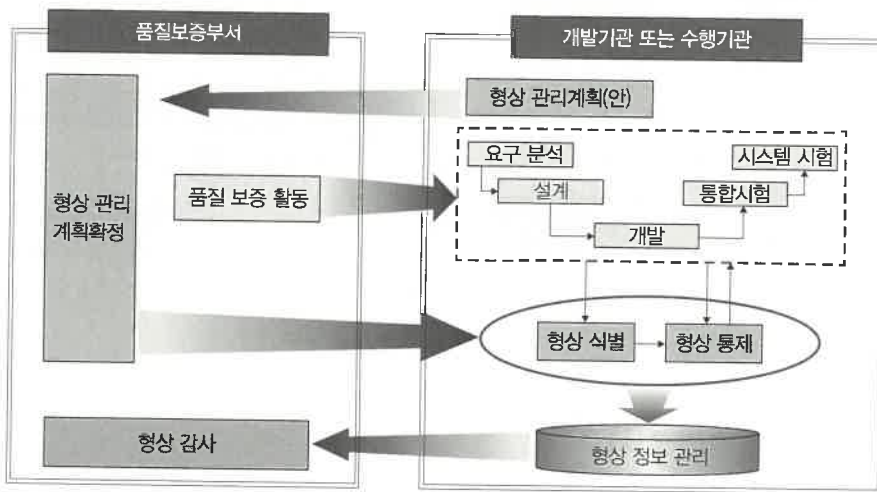 품질보증부서
개발기관 또는 수행기관
형상 관리계획(안)
요구 분석
시스템 시험
설계
통합시험
개발
품질 보증 활동
형상 관리
계획확정
형상 식별
형상 통제
형상 감사
형상 정보 관리